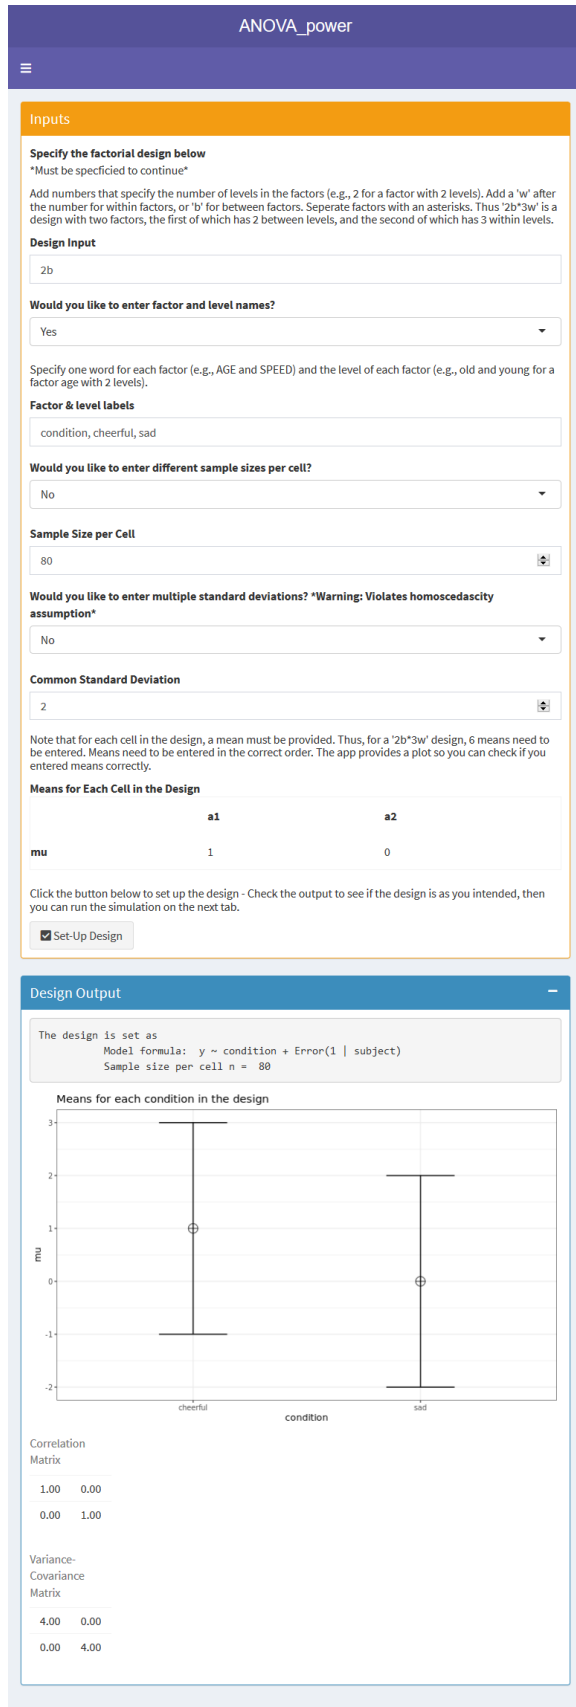 ANOVA_power
Inputs
Specify the factorial design below
*Must be specficied to continue*
Add numbers that specify the number of levels in the factors (e.g., 2 for a factor with 2 levels). Add a 'w' after
the number for within factors, or 'b' for between factors. Seperate factors with an asterisks. Thus '2b*3w' is a
design with two factors, the first of which has 2 between levels, and the second of which has 3 within levels.
Design Input
2b
Would you like to enter factor and level names?
Yes
Specify one word for each factor (e.g., AGE and SPEED) and the level of each factor (e.g., old and young for a
factor age with 2 levels).
Factor & level labels
condition, cheerful, sad
Would you like to enter different sample sizes per cell?
No
Sample Size per Cell
80
Would you like to enter multiple standard deviations? *Warning: Violates homoscedascity
assumption*
No
Common Standard Deviation
2
Note that for each cell in the design, a mean must be provided. Thus, for a '2b*3w' design, 6 means need to
be entered. Means need to be entered in the correct order. The app provides a plot so you can check if you
entered means correctly.
Means for Each Cell in the Design
a1 a2
mu 1 0
Click the button below to set up the design - Check the output to see if the design is as you intended, then
you can run the simulation on the next tab.
Set-Up Design
Design Output
The design is set as
Model formula: y ~ condition + Error(1 | subject)
Sample size per cell n = 80
Means for each condition in the design
3
2
1
mu
0
-1
-2
cheerful sad
condition
Correlation
Matrix
1.00 0.00
0.00 1.00
Variance-
Covariance
Matrix
4.00 0.00
0.00 4.00